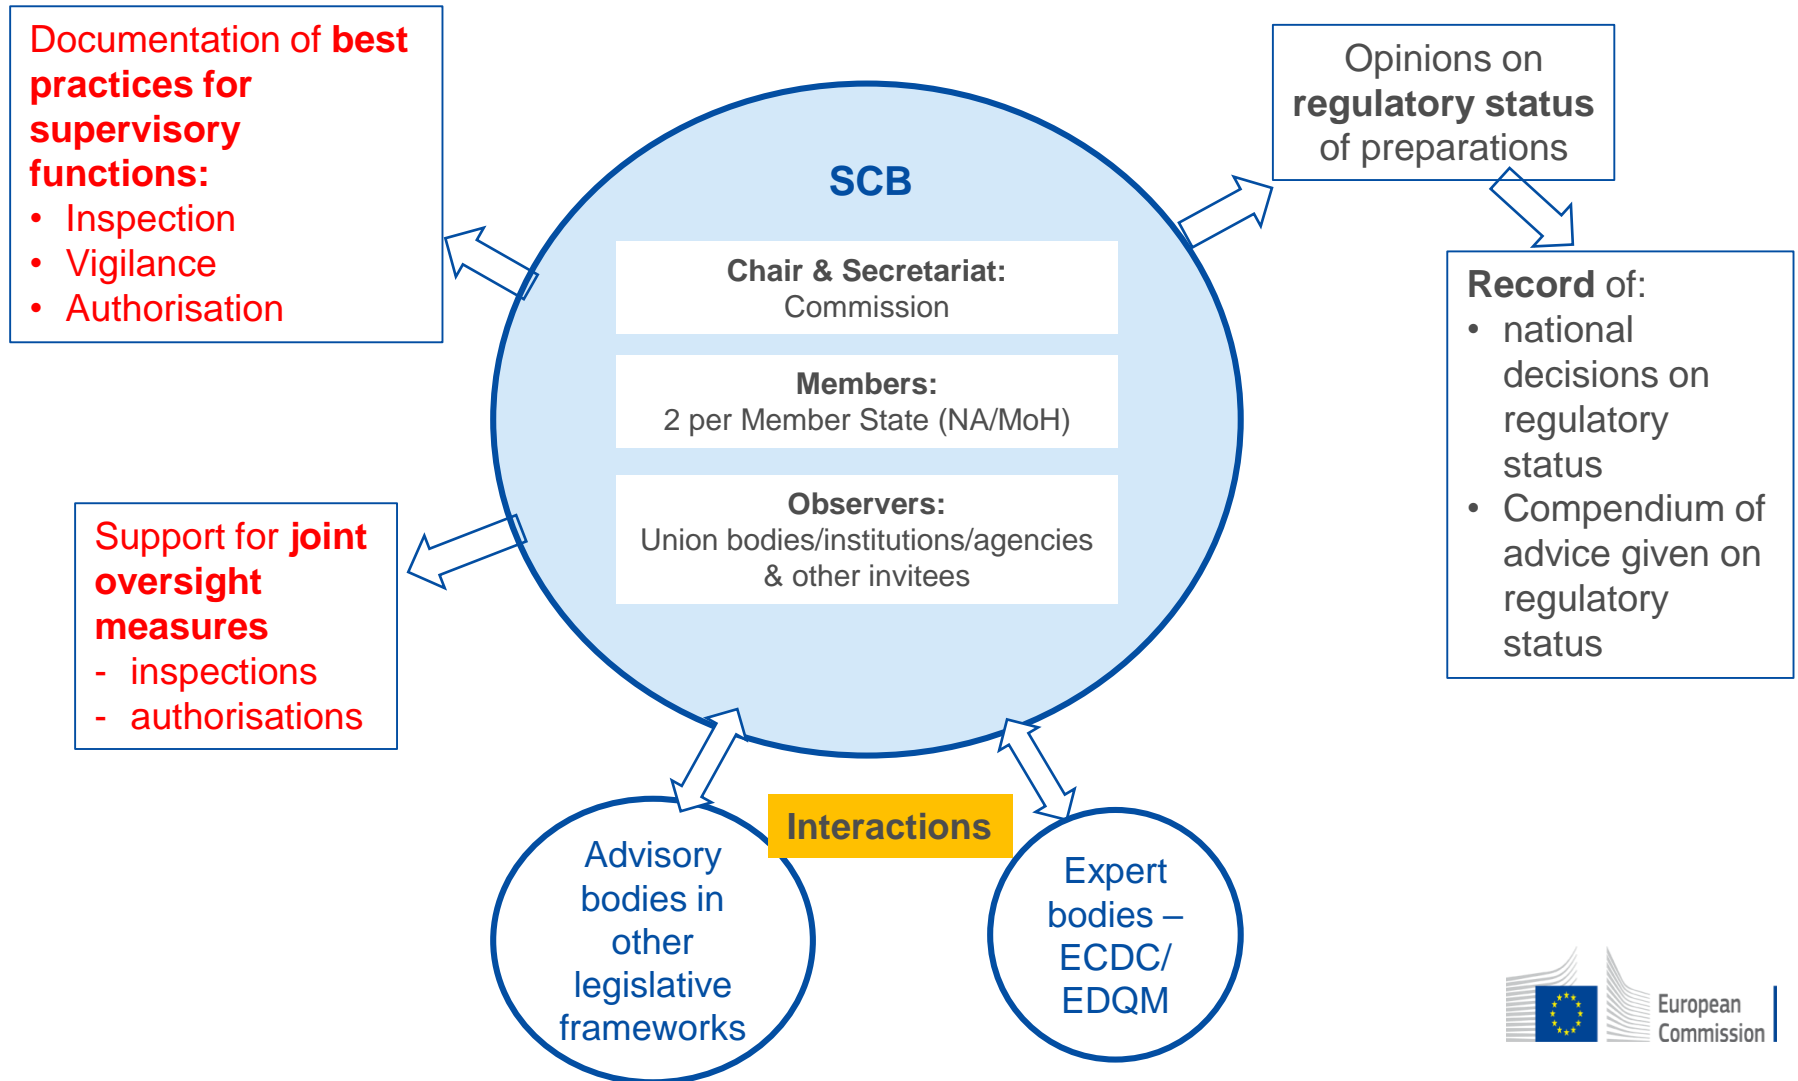 Documentation of best
practices for
supervisory
functions:
• Inspection
• Vigilance
• Authorisation
Support for joint
oversight
measures
- inspections
- authorisations
SCB
Chair & Secretariat:
Commission
Members:
2 per Member State (NA/MoH)
Observers:
Union bodies/institutions/agencies
& other invitees
Opinions on
regulatory status
of preparations
Record of:
• national
decisions on
regulatory
status
• Compendium of
advice given on
regulatory
status
Interactions
Advisory
bodies in
other
legislative
frameworks
Expert
bodies –
ECDC/
EDQM
European
Commission